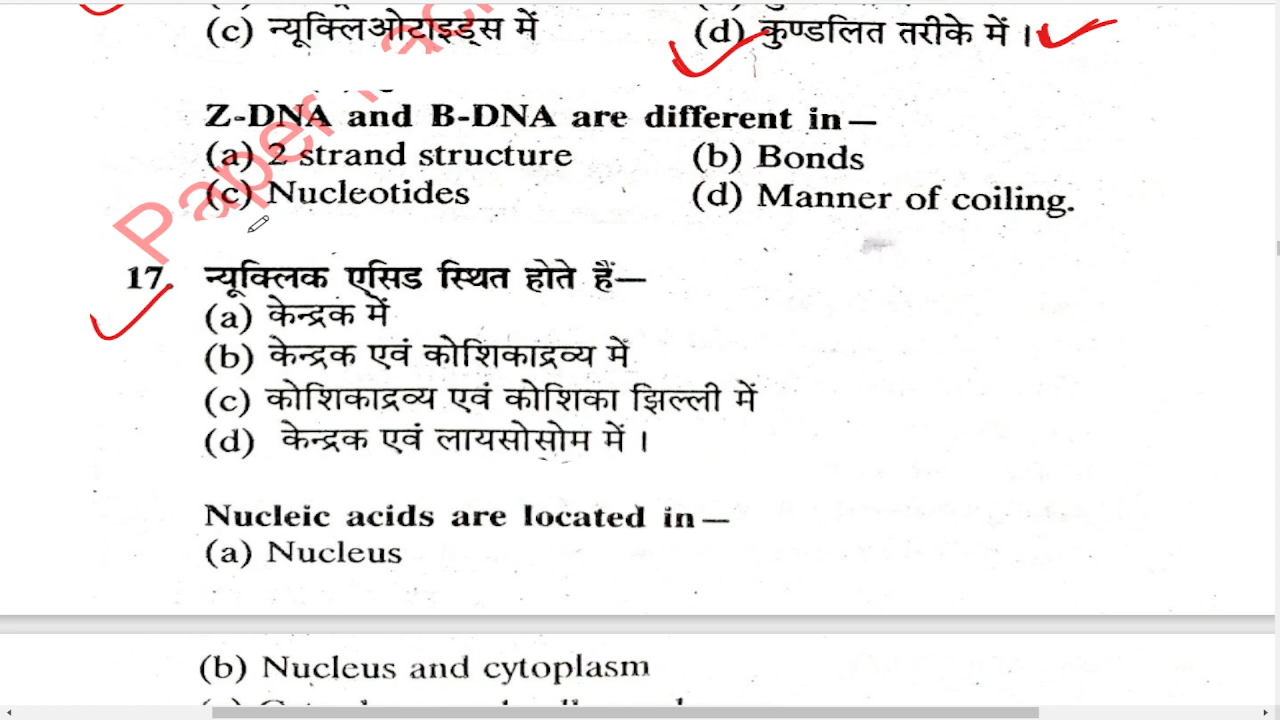 (c) न्यूक्लिओटाइड्स में (d) कुण्डलित तरीके में ।
Z-DNA and B-DNA are different in—
(a) 2 strand structure (b) Bonds
(c) Nucleotides (d) Manner of coiling.
Paper
17. न्यूक्लिक एसिड स्थित होते हैं—
(a) केन्द्रक में
(b) केन्द्रक एवं कोशिकाद्रव्य में
(c) कोशिकाद्रव्य एवं कोशिका झिल्ली में
(d) केन्द्रक एवं लायसोसोम में ।
Nucleic acids are located in—
(a) Nucleus
(b) Nucleus and cytoplasm